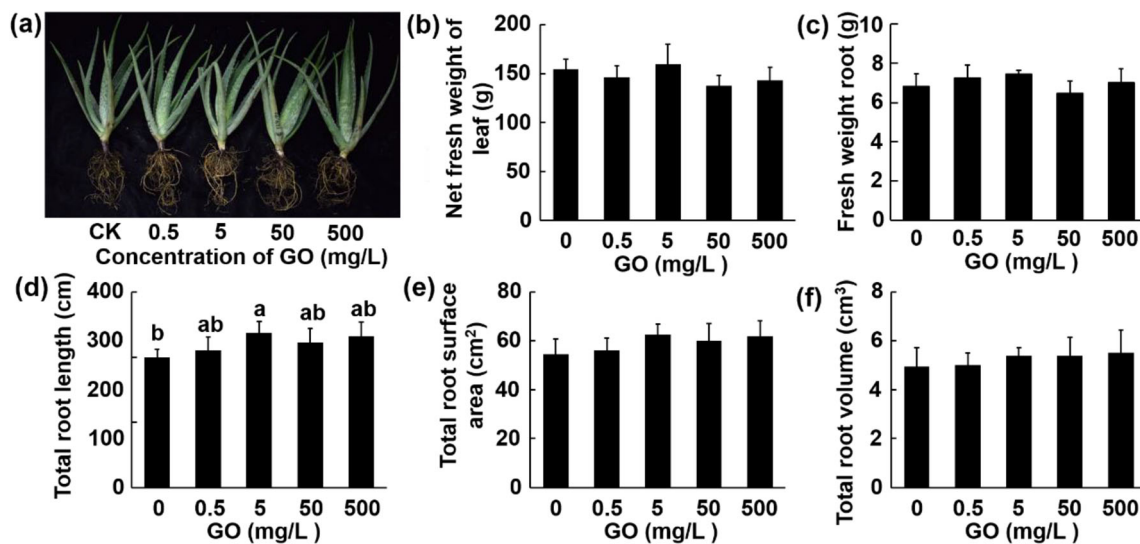 (a)
CK 0.5 5 50 500
Concentration of GO (mg/L)
(b)
Net fresh weight of
leaf (g)
200
150
100
50
0
0 0.5 5 50 500
GO (mg/L )
(c)
Fresh weight root (g)
10
8
6
4
2
0
0 0.5 5 50 500
GO (mg/L )
(d)
Total root length (cm)
400
300
200
100
0
b ab a ab ab
0 0.5 5 50 500
GO (mg/L )
(e)
Total root surface
area (cm²)
80
60
40
20
0
0 0.5 5 50 500
GO (mg/L )
(f)
Total root volume (cm³)
8
6
4
2
0
0 0.5 5 50 500
GO (mg/L )